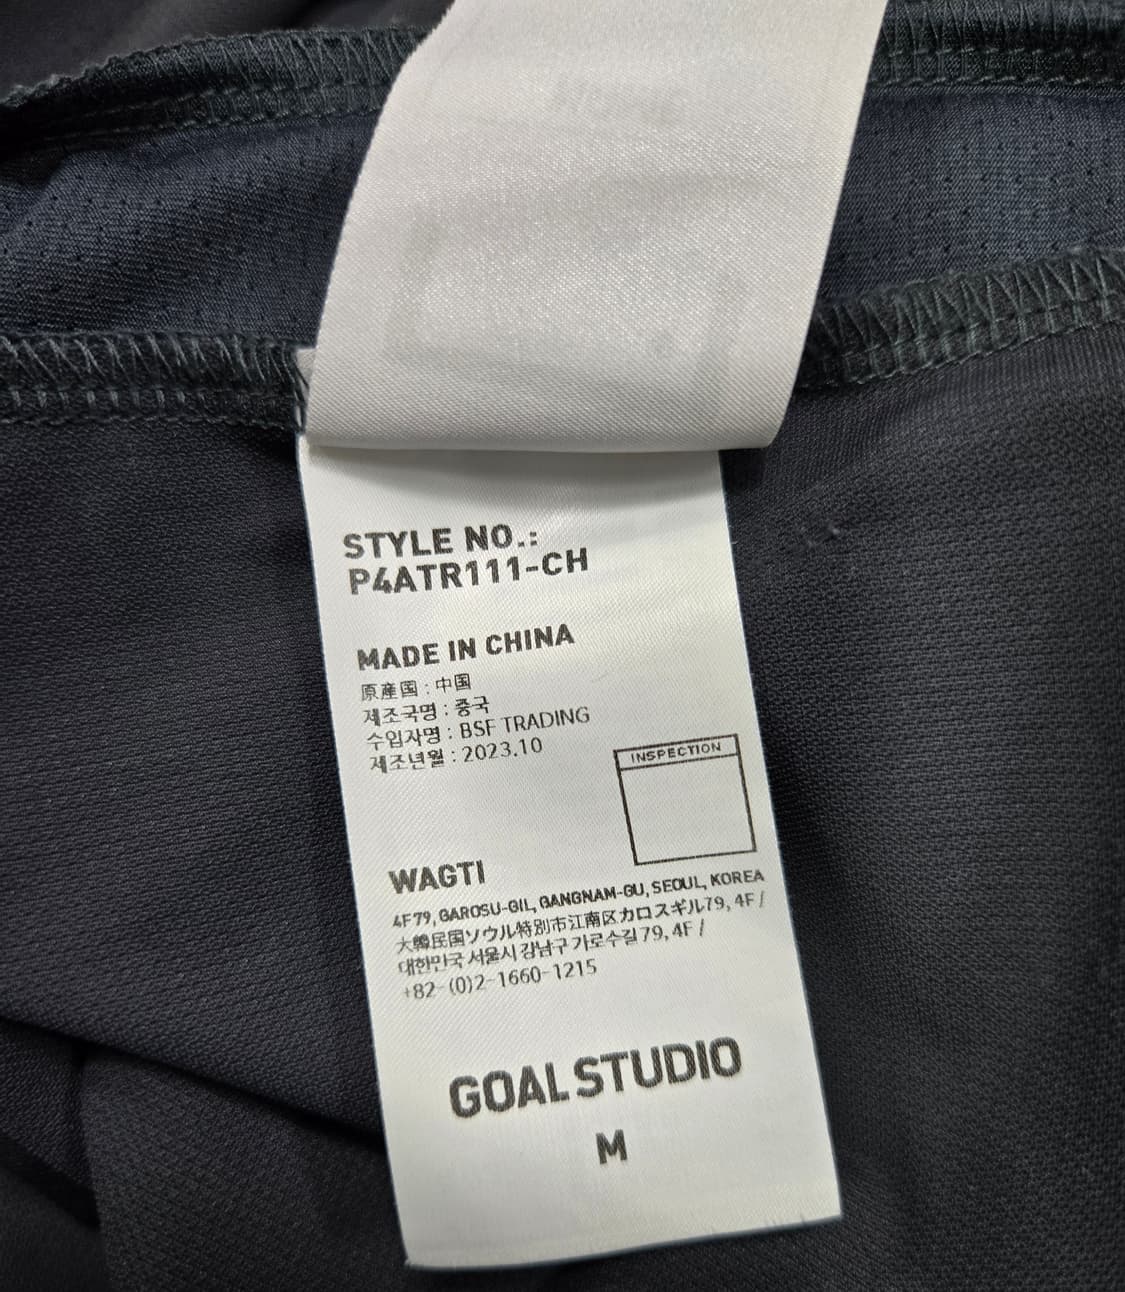 STYLE NO.:
P4ATR111-CH
MADE IN CHINA
原産国 : 中国
제조국명 : 중국
수입자명 : BSF TRADING
제조년월 : 2023.10
INSPECTION
WAGTI
4F79, GAROSU-GIL, GANGNAM-GU, SEOUL, KOREA
大韓民国ソウル特別市江南区カロスギル79, 4F /
대한민국 서울시 강남구 가로수길 79, 4F /
+82-(0)2-1660-1215
GOALSTUDIO
M